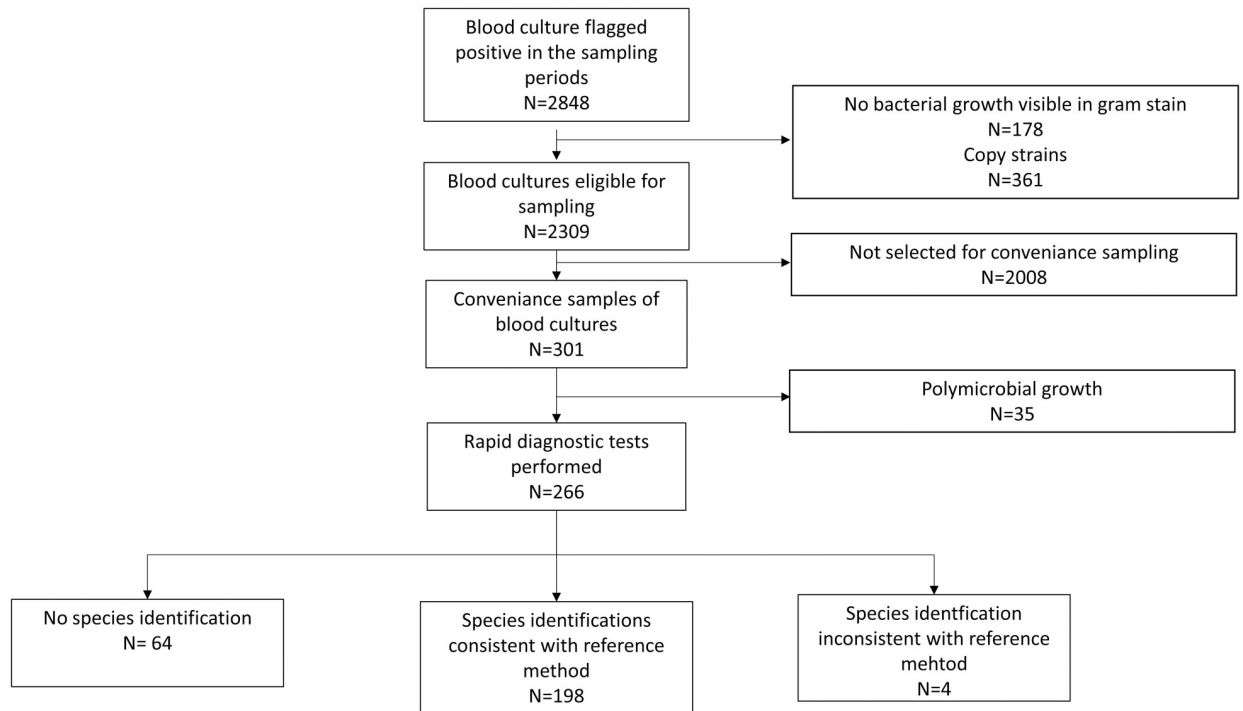 Blood culture flagged
positive in the sampling
periods
N=2848
No bacterial growth visible in gram stain
N=178
Copy strains
N=361
Blood cultures eligible for
sampling
N=2309
Not selected for conveniance sampling
N=2008
Conveniance samples of
blood cultures
N=301
Polymicrobial growth
N=35
Rapid diagnostic tests
performed
N=266
No species identification
N= 64
Species identifications
consistent with reference
method
N=198
Species identfication
inconsistent with reference
mehtod
N=4